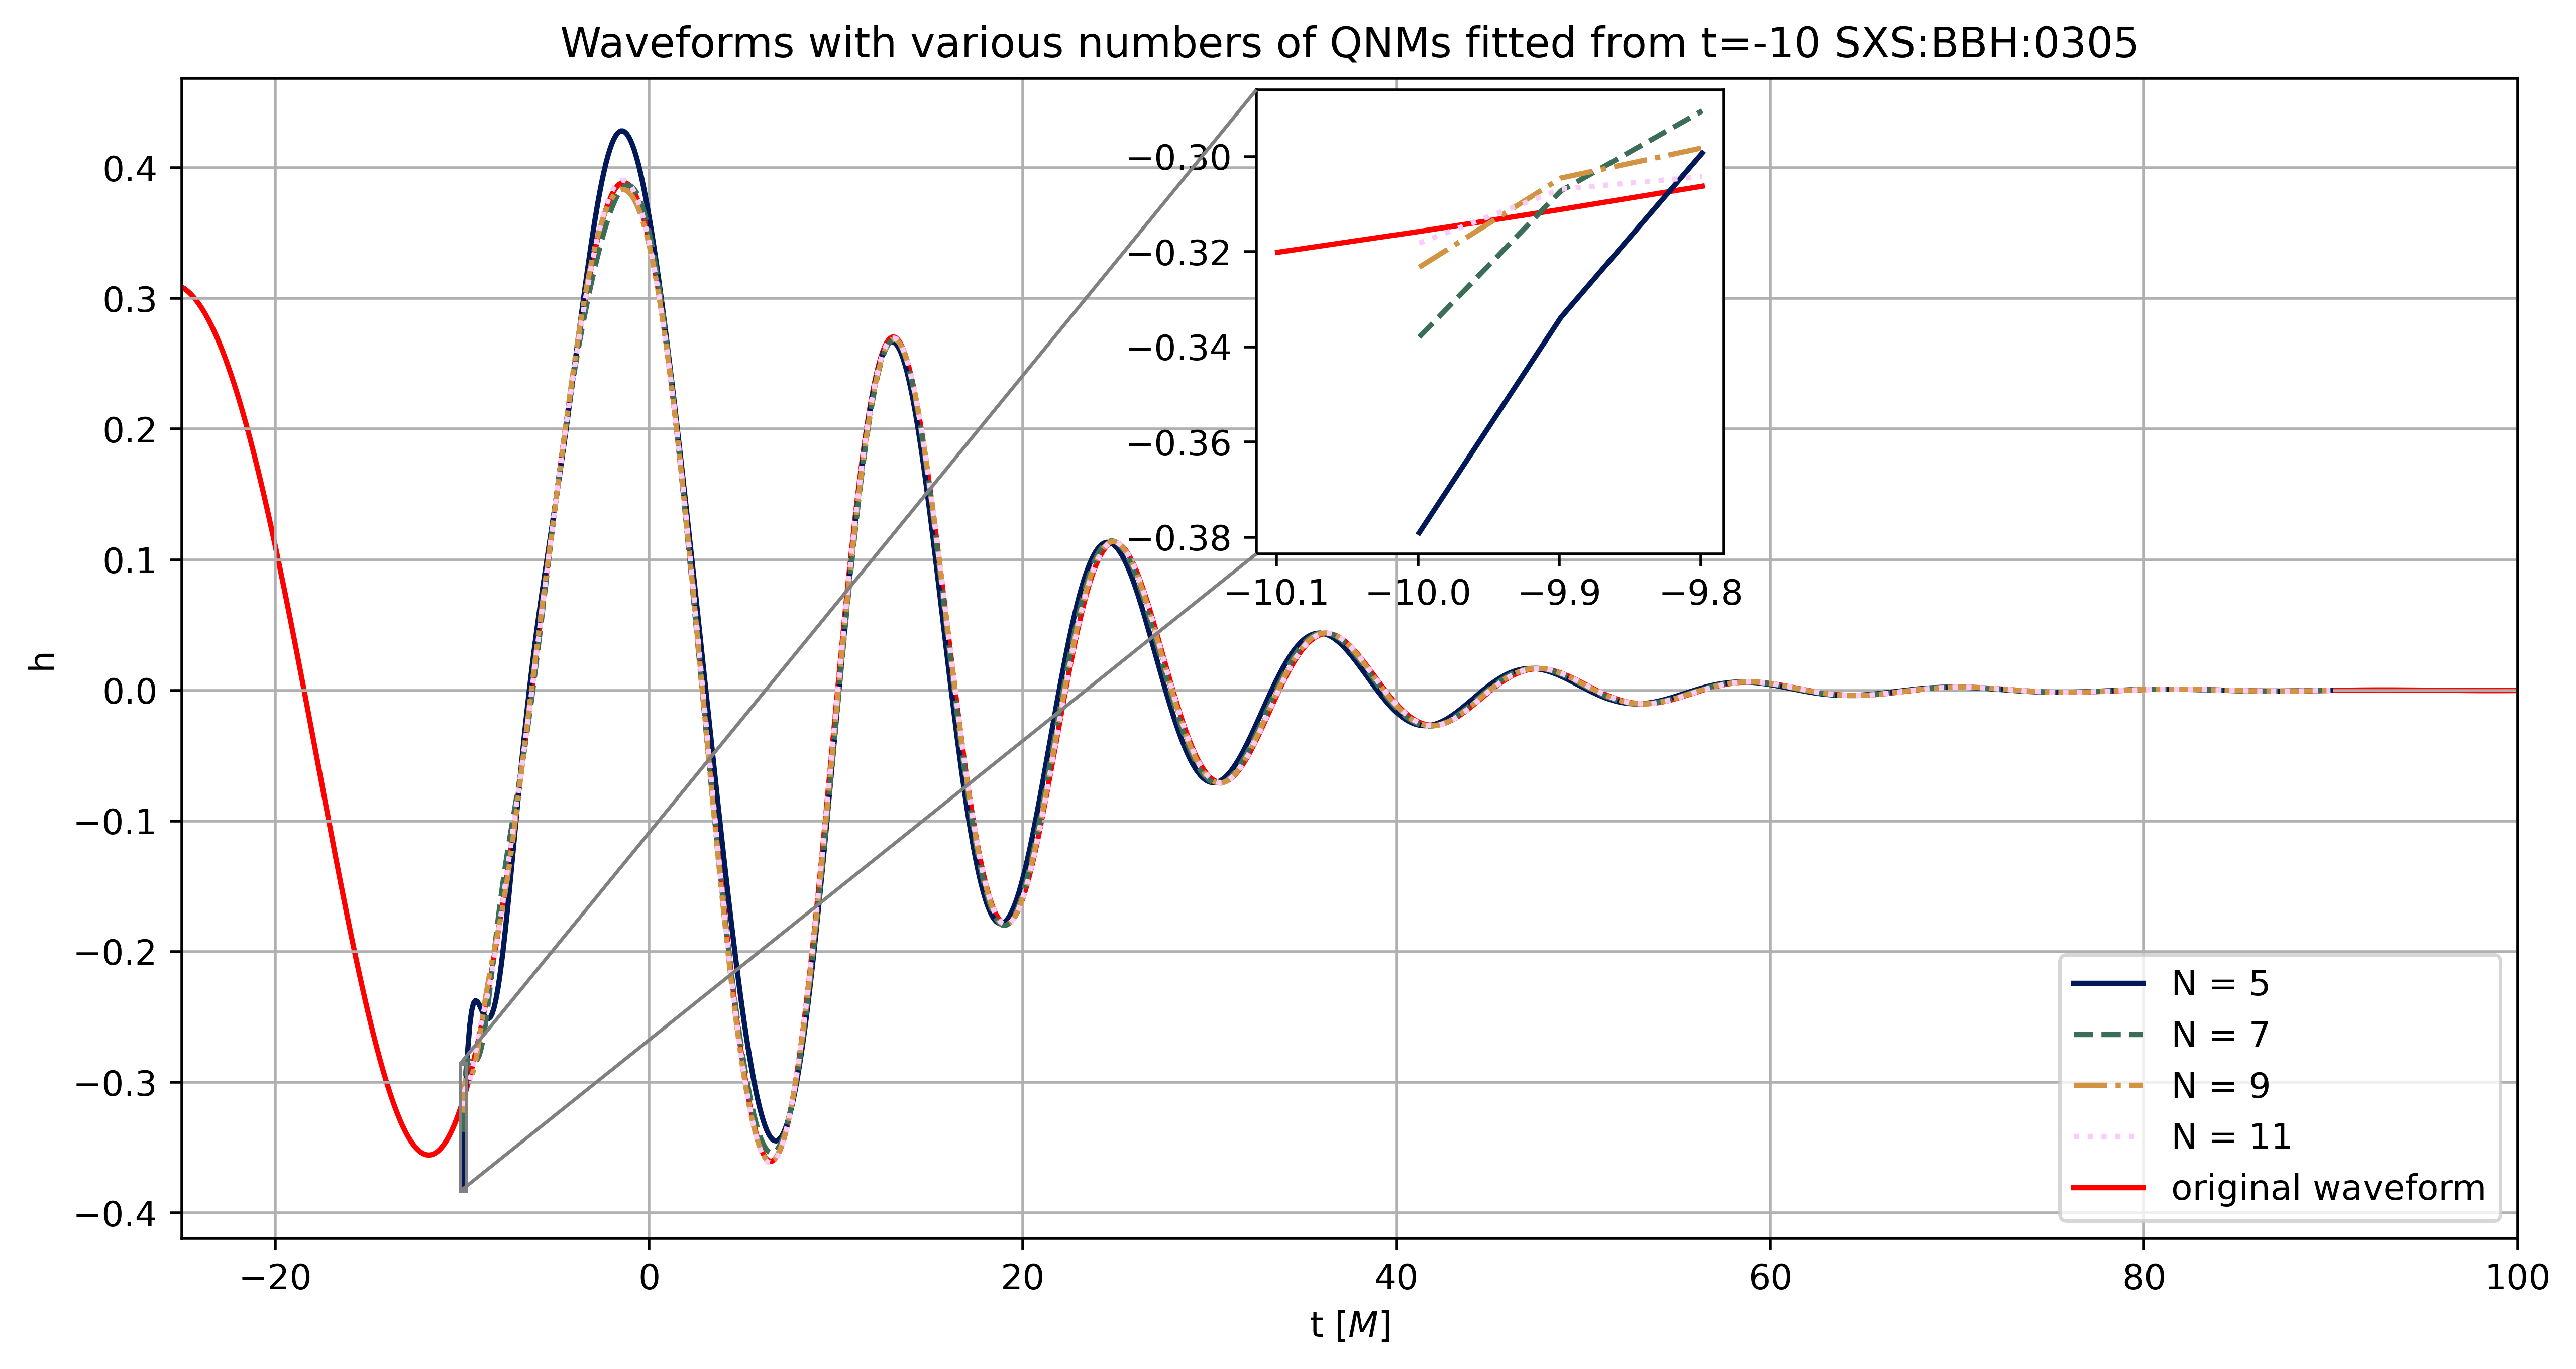 Waveforms with various numbers of QNMs fitted from t=-10 SXS:BBH:0305
h
0.4
0.3
0.2
0.1
0.0
−0.1
−0.2
−0.3
−0.4
−0.30
−0.32
−0.34
−0.36
−0.38
−10.1 −10.0 −9.9 −9.8
N = 5
N = 7
N = 9
N = 11
original waveform
−20 0 20 40 60 80 100
t [M]